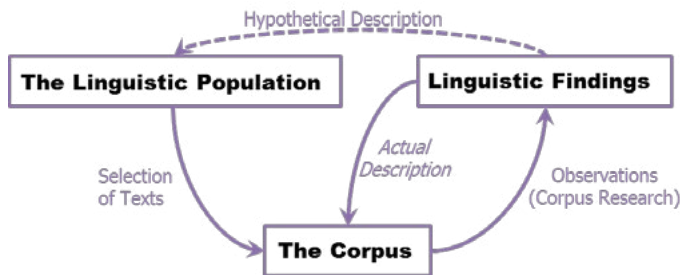 Hypothetical Description
The Linguistic Population
Linguistic Findings
Selection
of Texts
Actual
Description
Observations
(Corpus Research)
The Corpus